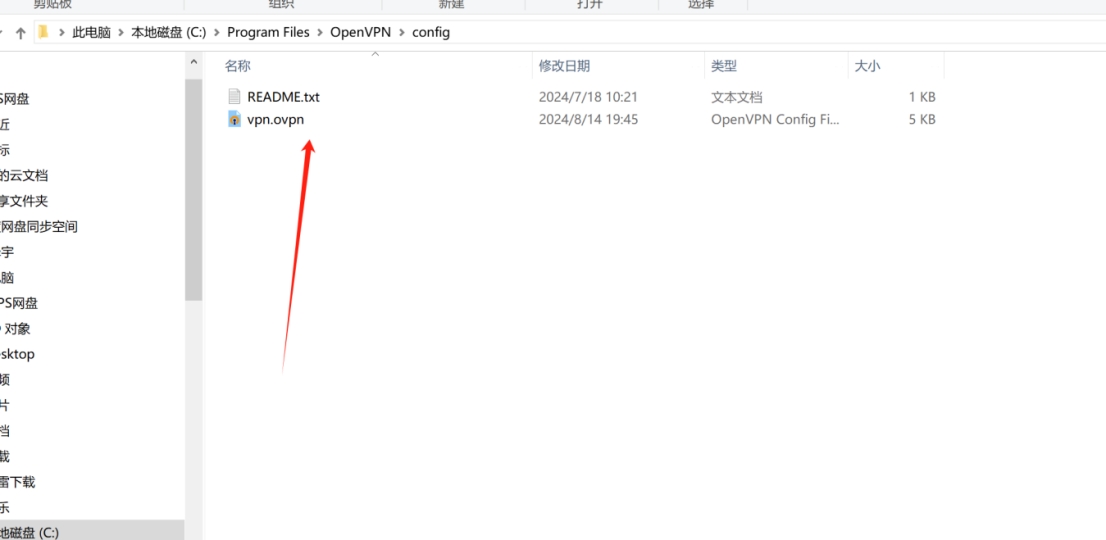 剪贴板 组织 新建 打开 选择
此电脑 > 本地磁盘 (C:) > Program Files > OpenVPN > config
名称 修改日期 类型 大小
README.txt 2024/7/18 10:21 文本文档 1 KB
vpn.ovpn 2024/8/14 19:45 OpenVPN Config Fi... 5 KB
S网盘
近
标
的云文档
享文件夹
网盘同步空间
宇
脑
PS网盘
对象
esktop
频
片
档
载
雷下载
乐
地磁盘 (C:)